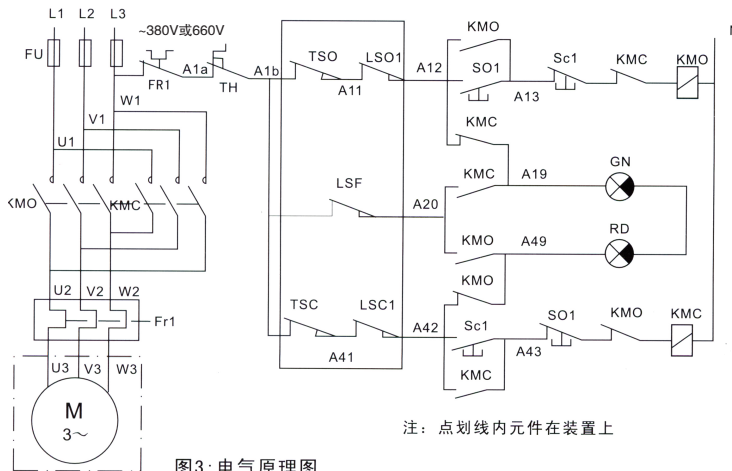 L1 L2 L3
~380V或660V
FU
FR1
A1a
TH
A1b
TSO
LSO1
A11
A12
KMO
SO1
A13
Sc1
KMC
KMO
W1
V1
U1
KMC
KMO
KMC
LSF
A20
KMC
A19
GN
KMO
A49
RD
KMO
U2
V2
W2
Fr1
TSC
LSC1
A41
A42
Sc1
A43
SO1
KMO
KMC
KMC
U3
V3
W3
M
3~
注：点划线内元件在装置上
图3:电气原理图